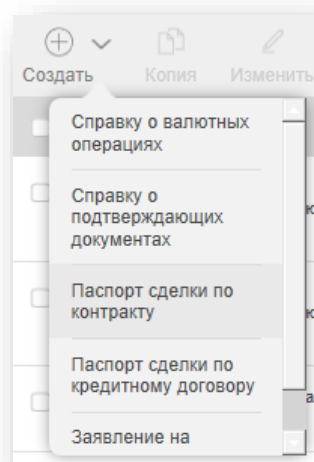 Создать Копия Изменить
Справку о валютных
операциях
Справку о
подтверждающих
документах
Паспорт сделки по
контракту
Паспорт сделки по
кредитному договору
Заявление на